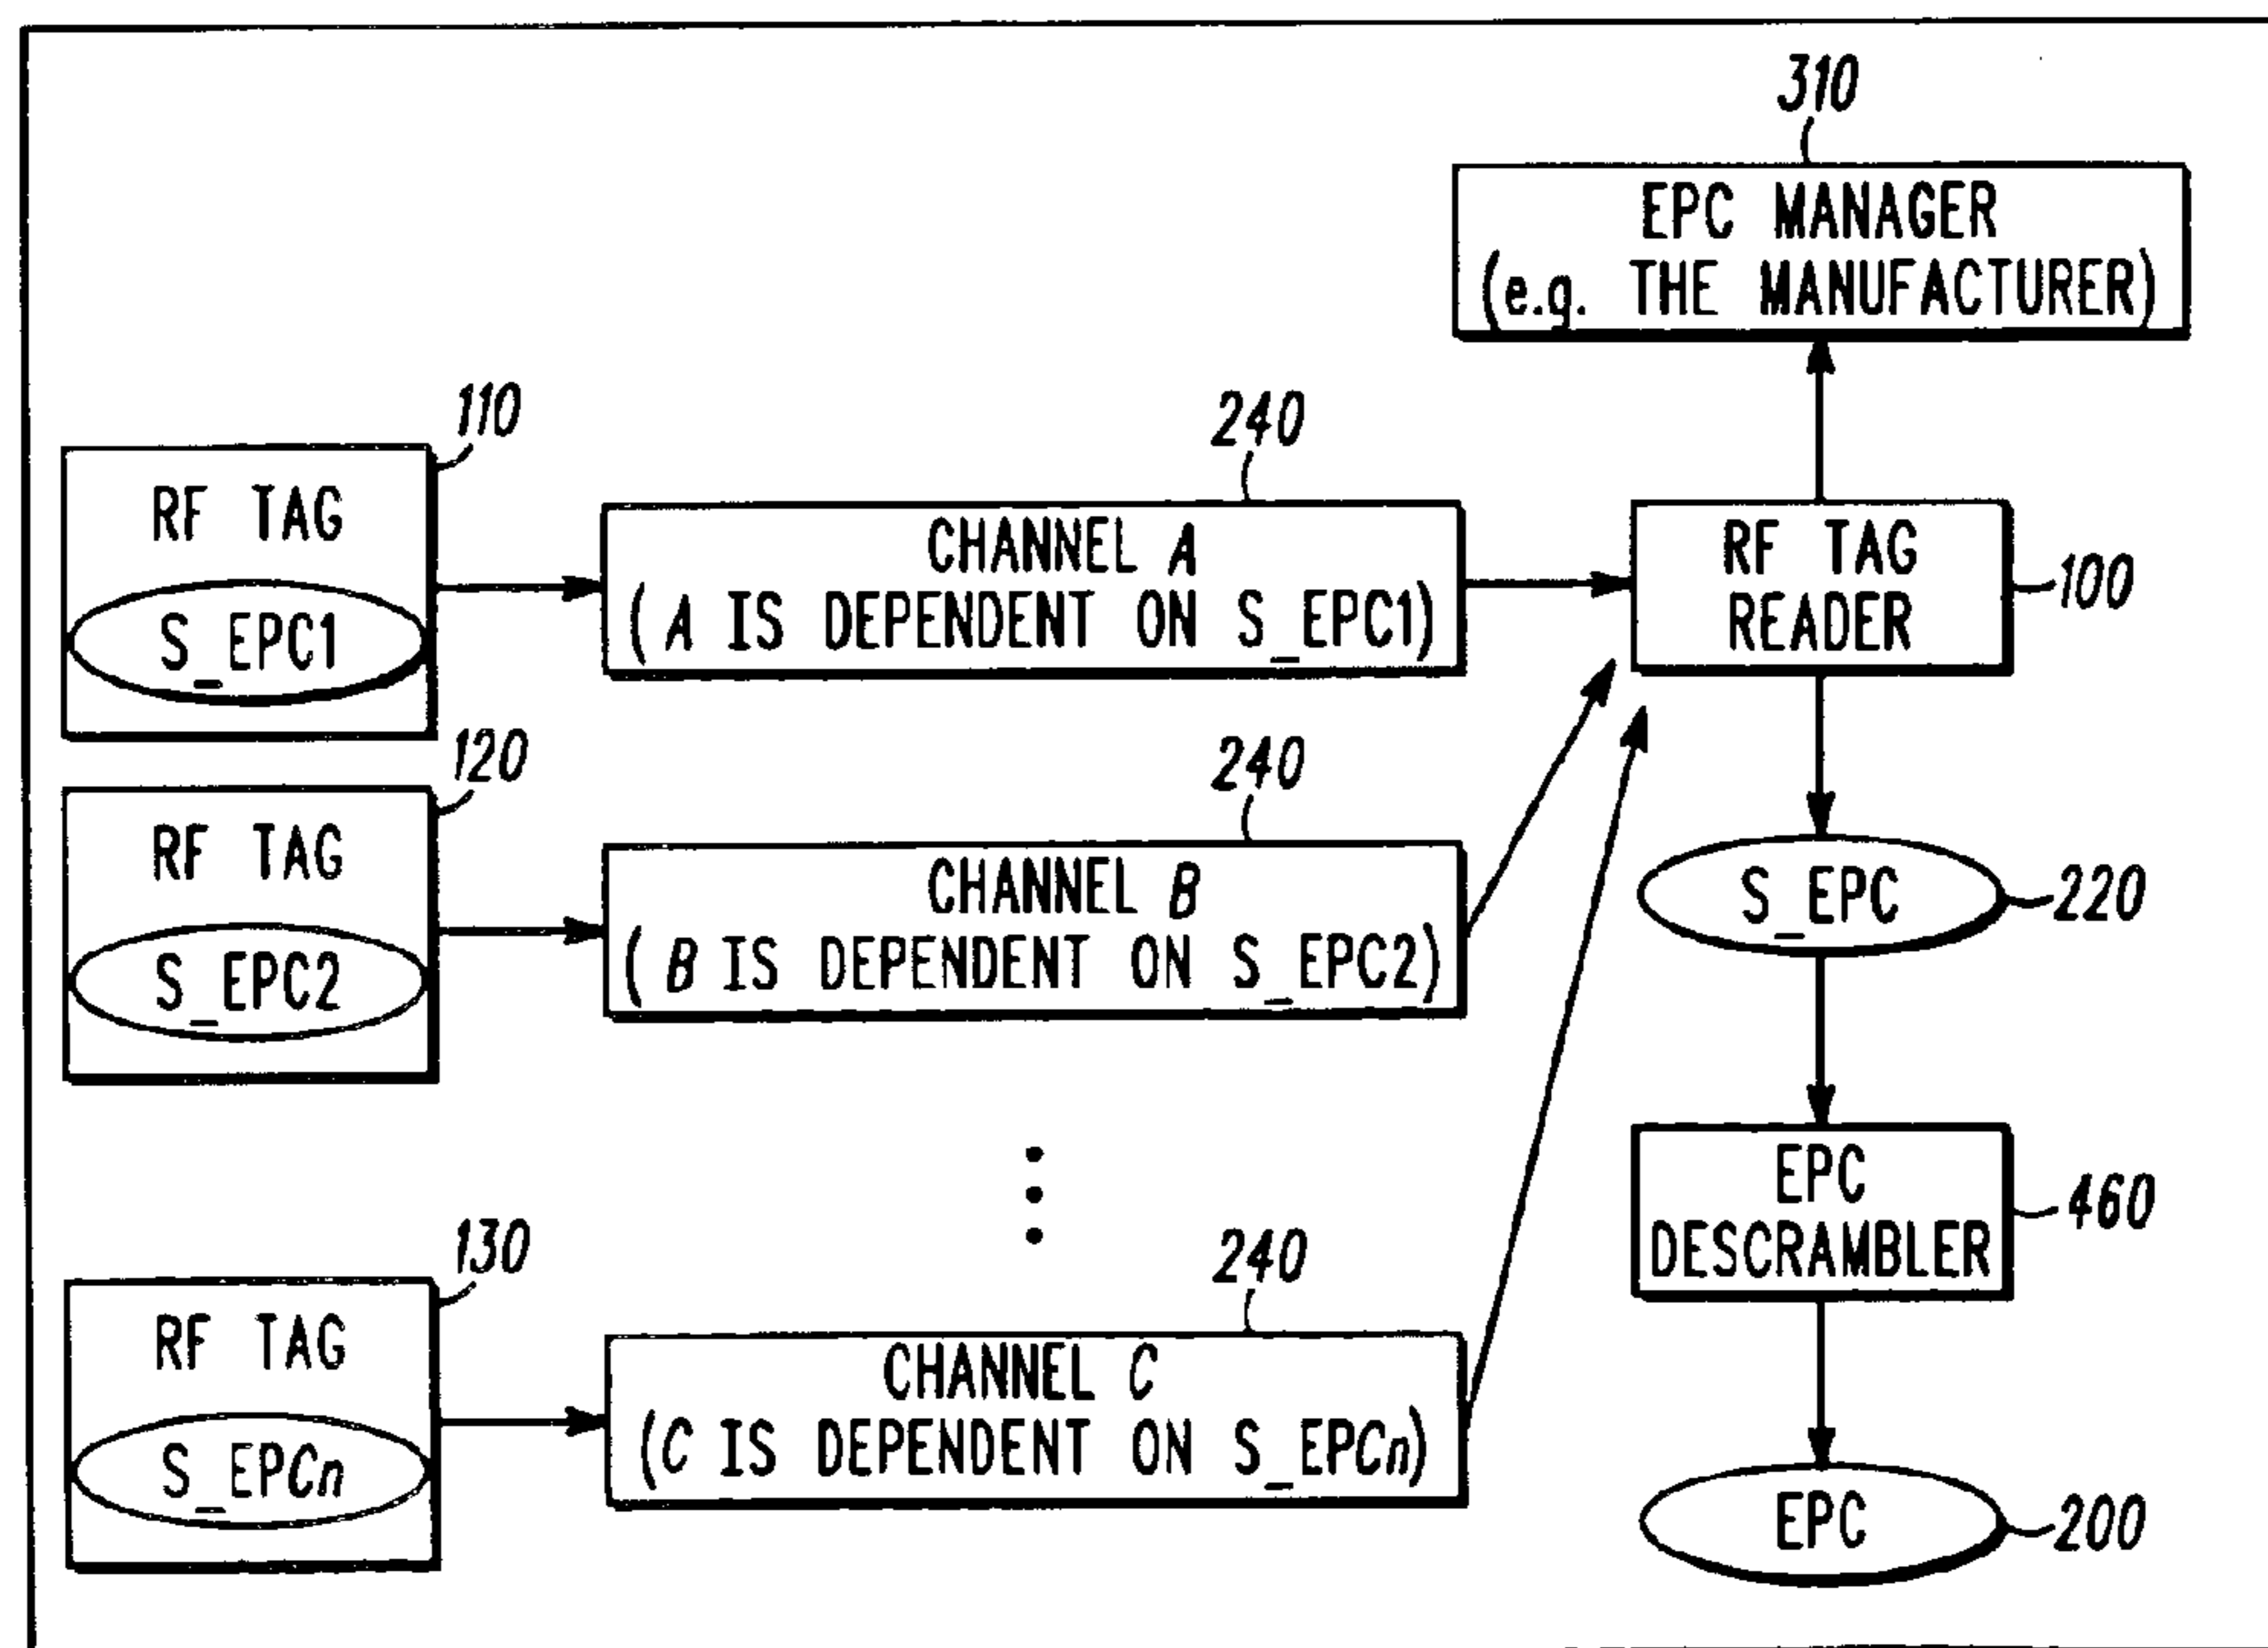 310
EPC MANAGER
(e.g. THE MANUFACTURER)
110
RF TAG
S_EPC1
240
CHANNEL A
(A IS DEPENDENT ON S_EPC1)
RF TAG
READER
100
120
RF TAG
S_EPC2
240
CHANNEL B
(B IS DEPENDENT ON S_EPC2)
S_EPC
220
130
RF TAG
S_EPCn
240
CHANNEL C
(C IS DEPENDENT ON S_EPCn)
EPC
DESCRAMBLER
460
EPC
200